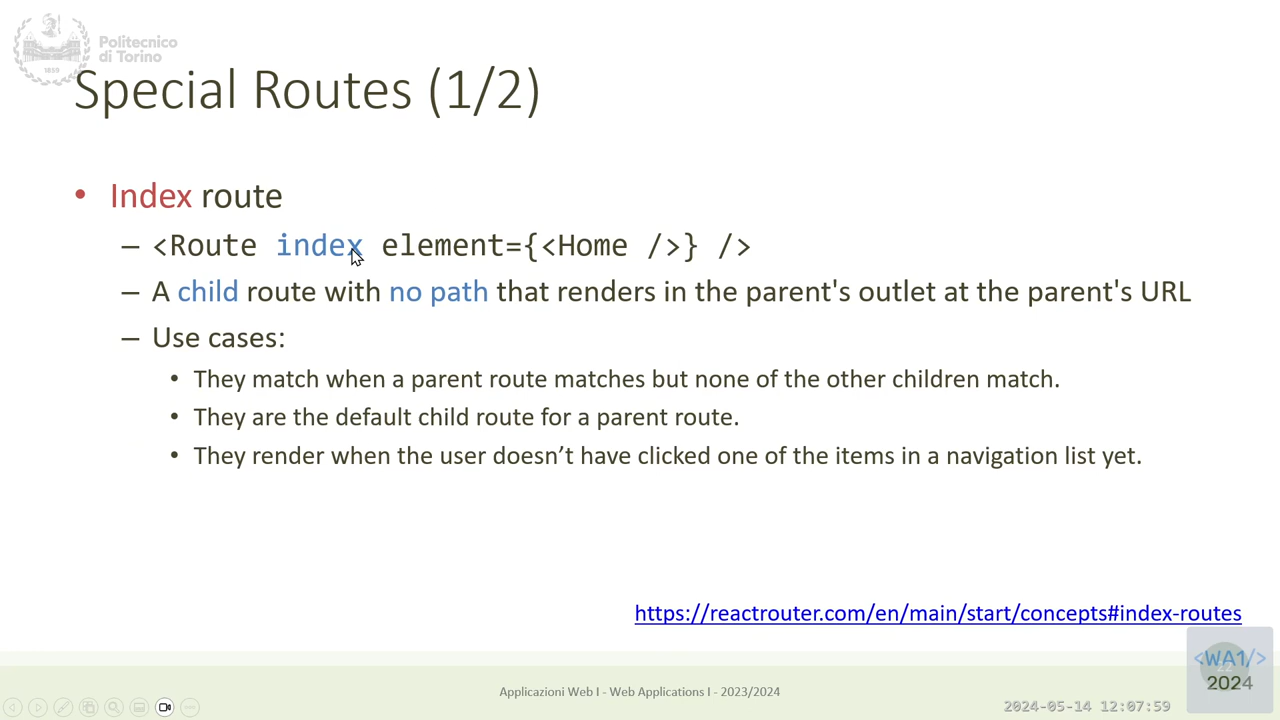 Politecnico
di Torino
1859
Special Routes (1/2)
• Index route
– <Route index element={<Home />} />
– A child route with no path that renders in the parent's outlet at the parent's URL
– Use cases:
• They match when a parent route matches but none of the other children match.
• They are the default child route for a parent route.
• They render when the user doesn’t have clicked one of the items in a navigation list yet.
https://reactrouter.com/en/main/start/concepts#index-routes
<WA1/>
2024
Applicazioni Web I - Web Applications I - 2023/2024
2024-05-14 12:07:59